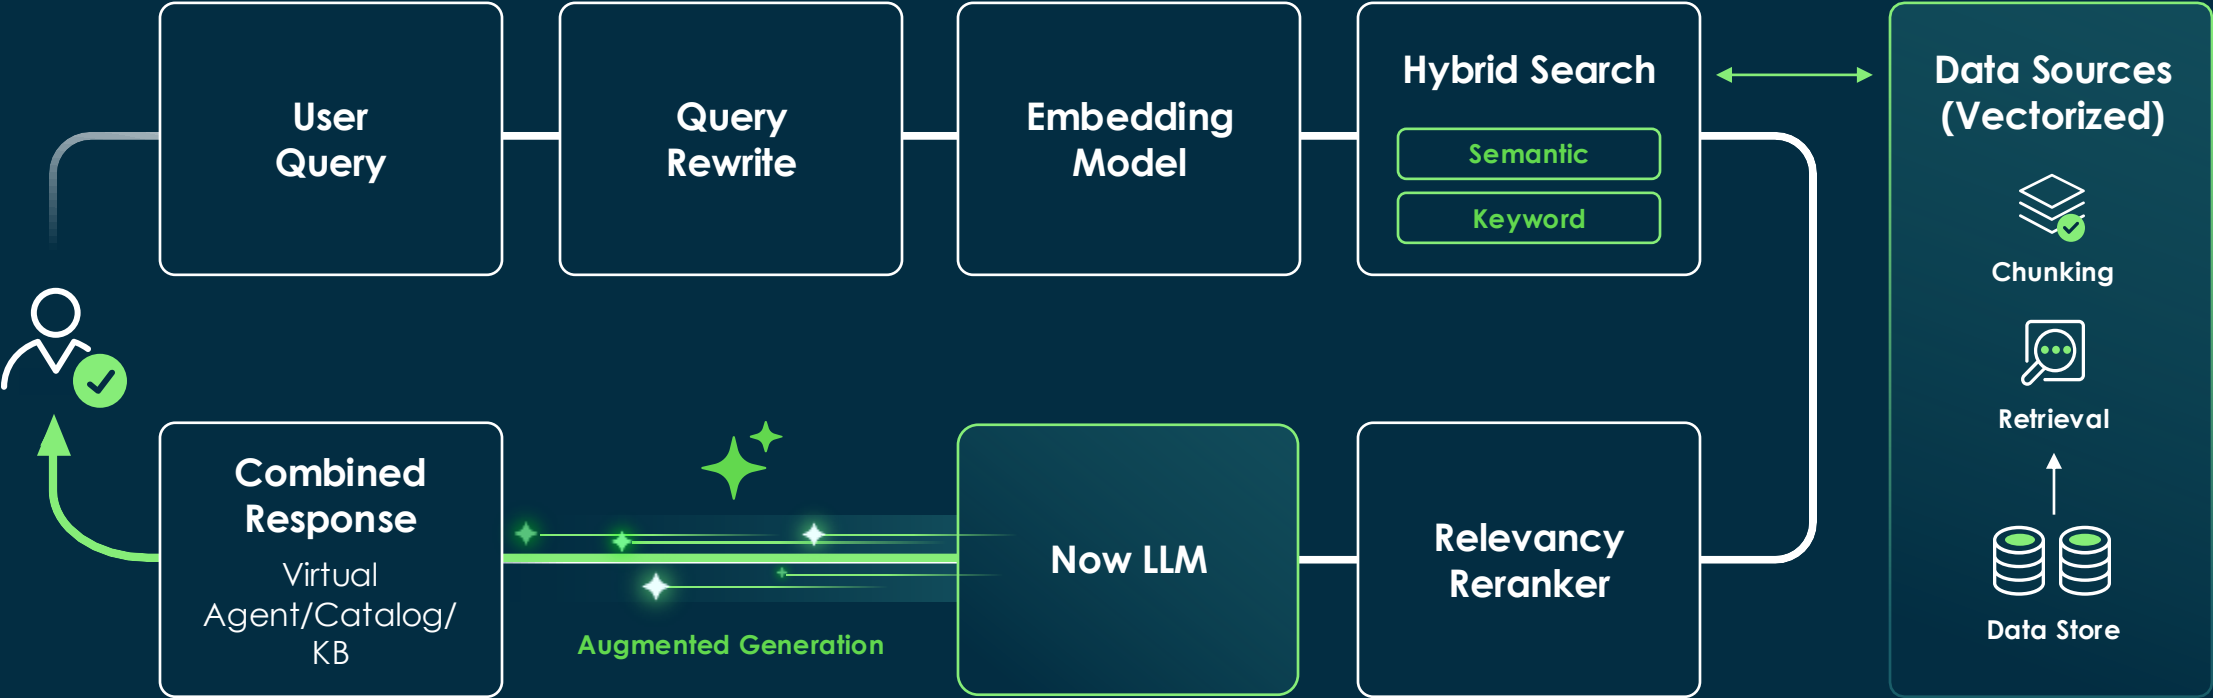 User
Query
Query
Rewrite
Embedding
Model
Hybrid Search
Semantic
Keyword
Data Sources
(Vectorized)
Chunking
Retrieval
Data Store
Combined
Response
Virtual
Agent/Catalog/
KB
Augmented Generation
Now LLM
Relevancy
Reranker